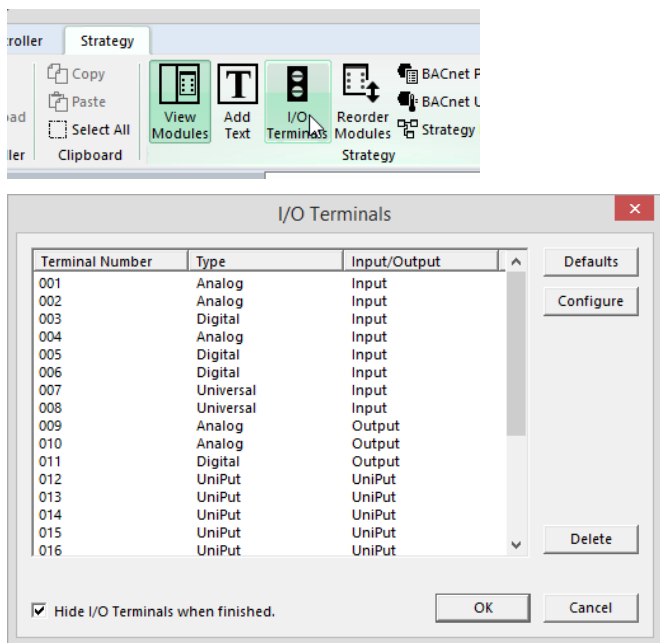 roller Strategy
Copy
Paste
Select All
ad
ler
Clipboard
View
Modules
Add
Text
I/O
Terminals
Reorder
Modules
BACnet P
BACnet U
Strategy
Strategy
I/O Terminals
Terminal Number Type Input/Output
001 Analog Input
002 Analog Input
003 Digital Input
004 Analog Input
005 Digital Input
006 Digital Input
007 Universal Input
008 Universal Input
009 Analog Output
010 Analog Output
011 Digital Output
012 UniPut UniPut
013 UniPut UniPut
014 UniPut UniPut
015 UniPut UniPut
016 UniPut UniPut
Defaults
Configure
Delete
Hide I/O Terminals when finished.
OK
Cancel